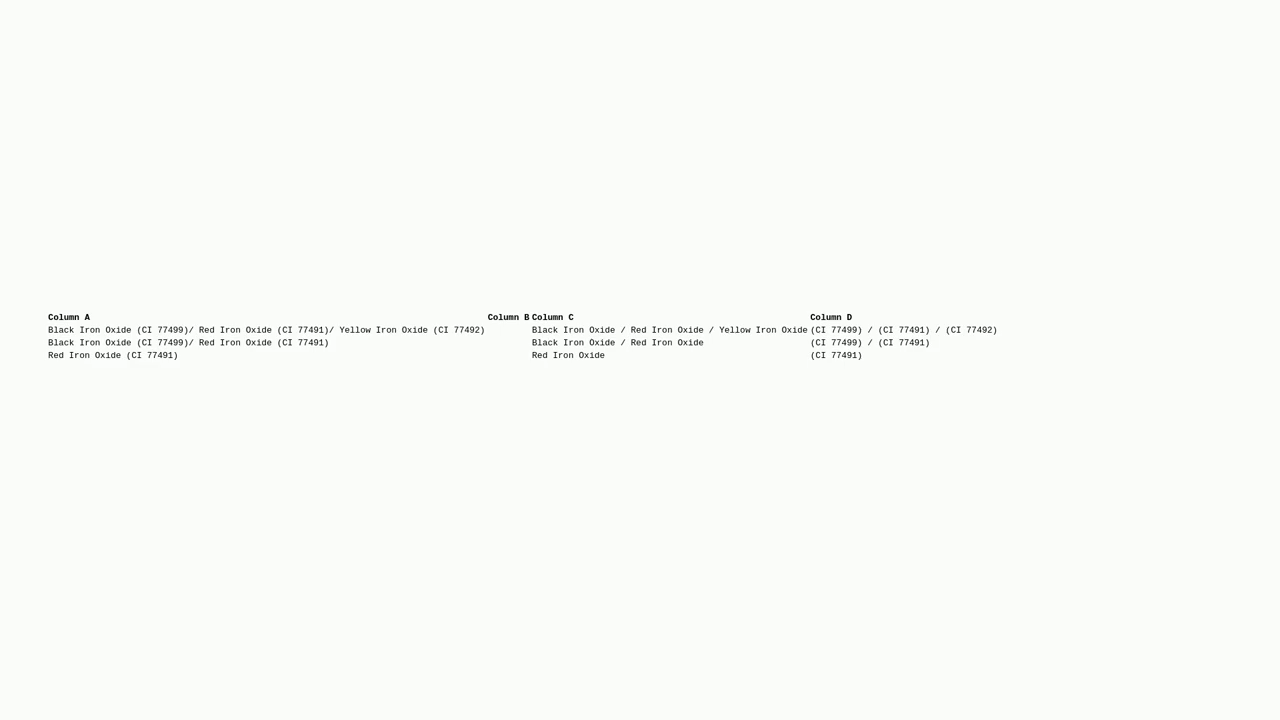 Column A Column B Column C Column D
Black Iron Oxide (CI 77499)/ Red Iron Oxide (CI 77491)/ Yellow Iron Oxide (CI 77492) Black Iron Oxide / Red Iron Oxide / Yellow Iron Oxide (CI 77499) / (CI 77491) / (CI 77492)
Black Iron Oxide (CI 77499)/ Red Iron Oxide (CI 77491) Black Iron Oxide / Red Iron Oxide (CI 77499) / (CI 77491)
Red Iron Oxide (CI 77491) Red Iron Oxide (CI 77491)